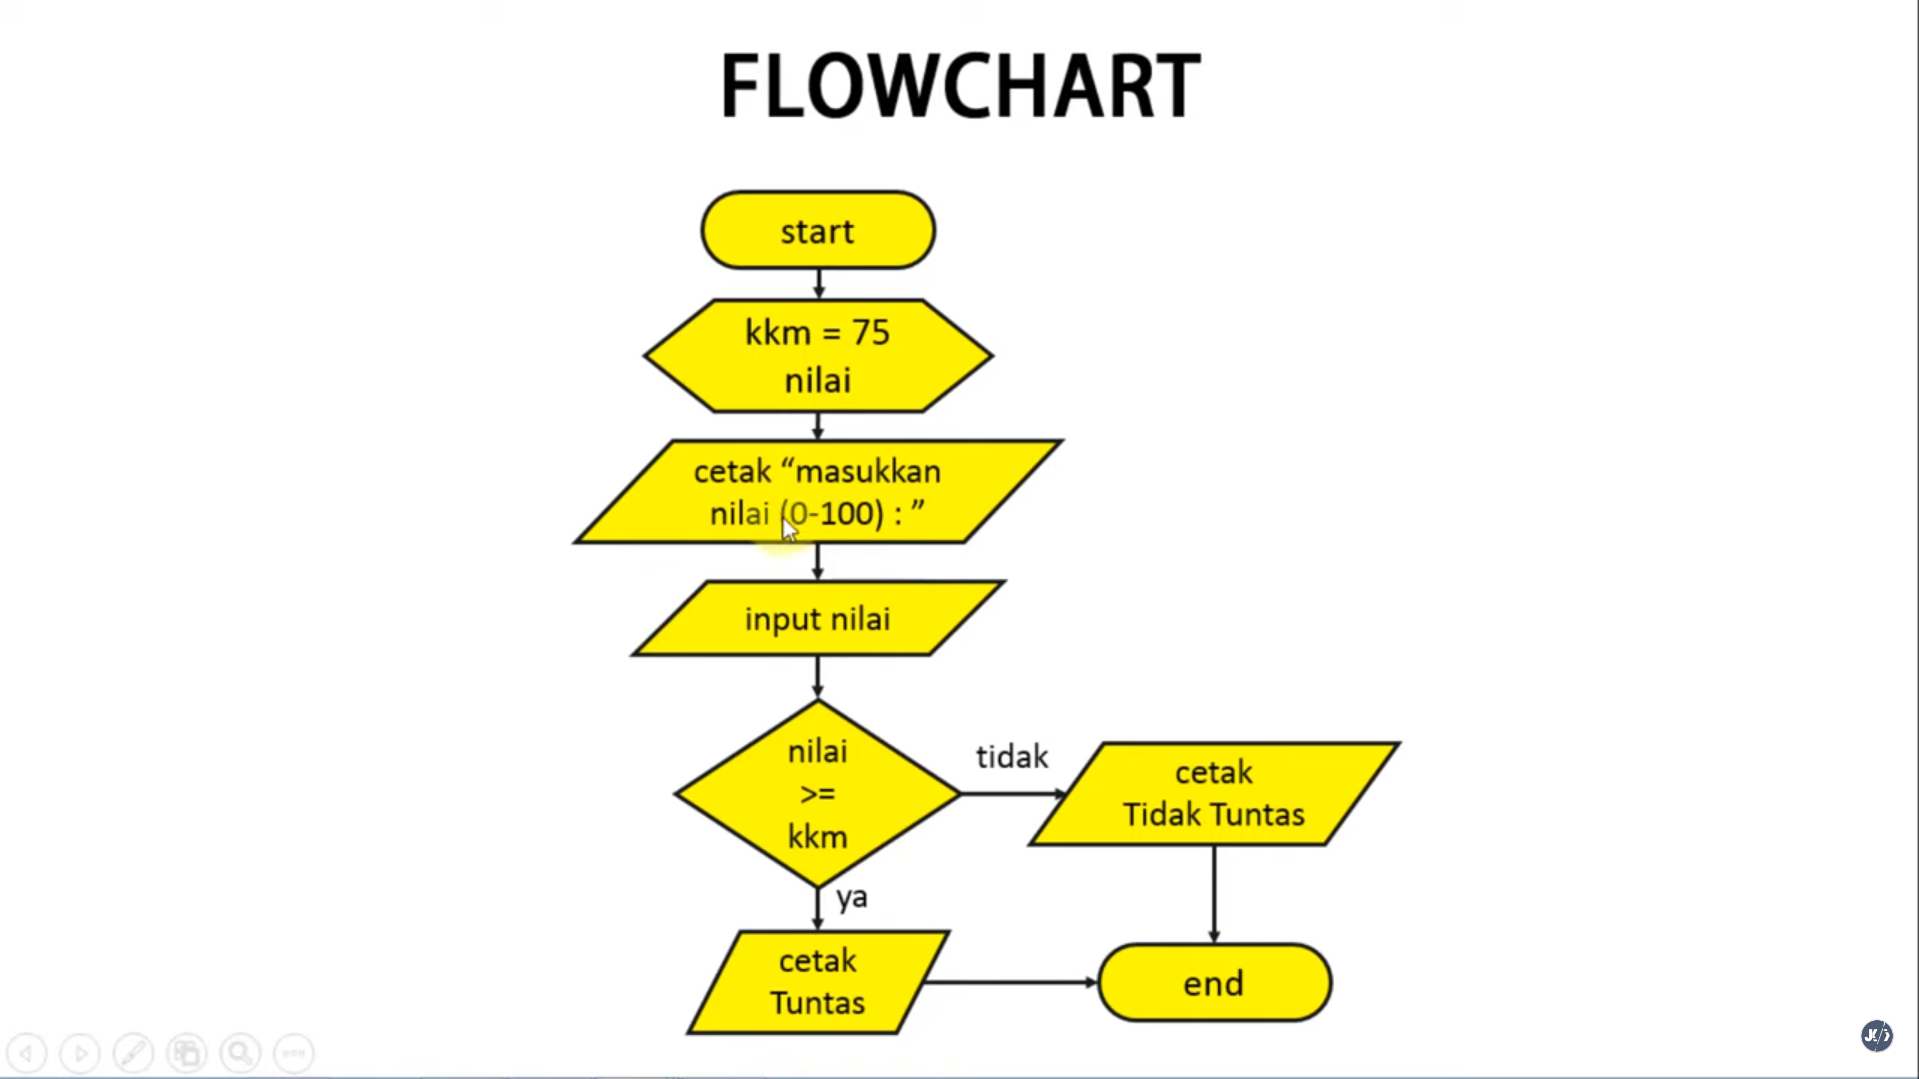 FLOWCHART
start
kkm = 75
nilai
cetak “masukkan
nilai (0-100) : ”
input nilai
nilai
>=
kkm
tidak
cetak
Tidak Tuntas
ya
cetak
Tuntas
end